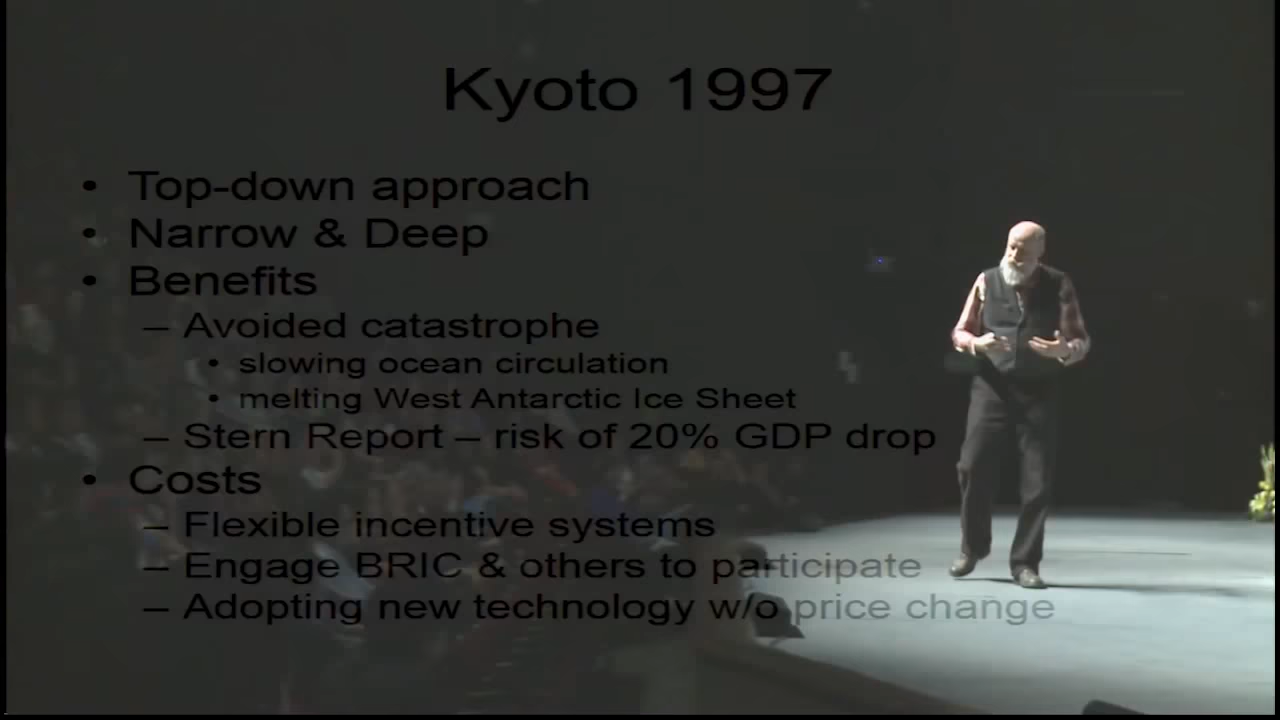 Kyoto 1997
• Top-down approach
• Narrow & Deep
• Benefits
– Avoided catastrophe
• slowing ocean circulation
• melting West Antarctic Ice Sheet
– Stern Report – risk of 20% GDP drop
• Costs
– Flexible incentive systems
– Engage BRIC & others to participate
– Adopting new technology w/o price change